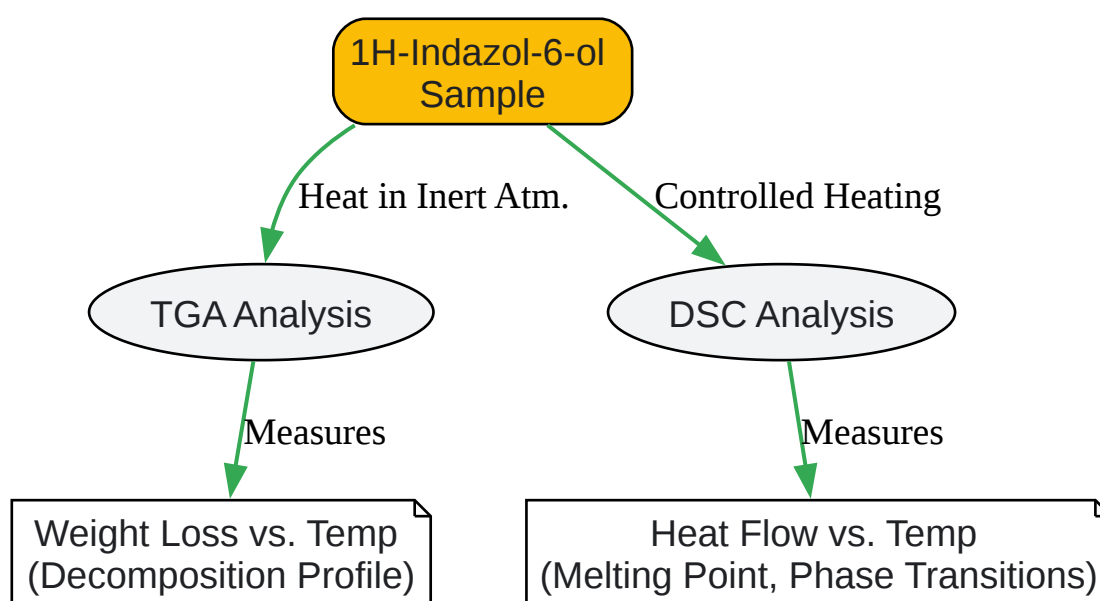 1H-Indazol-6-ol
Sample
Heat in Inert Atm.
Controlled Heating
TGA Analysis
DSC Analysis
Measures
Measures
Weight Loss vs. Temp
(Decomposition Profile)
Heat Flow vs. Temp
(Melting Point, Phase Transitions)